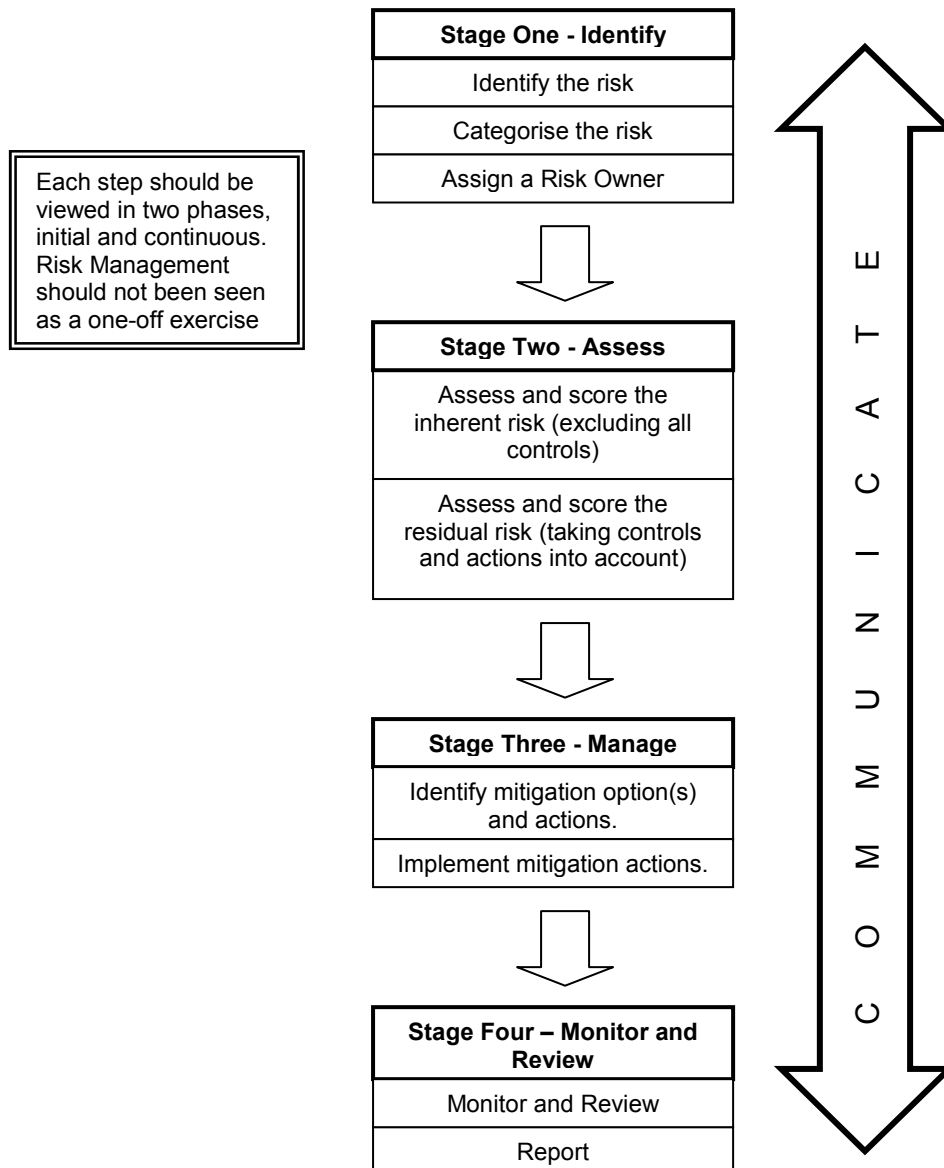 Stage One - Identify
Identify the risk
Categorise the risk
Assign a Risk Owner
Each step should be
viewed in two phases,
initial and continuous.
Risk Management
should not been seen
as a one-off exercise
Stage Two - Assess
Assess and score the
inherent risk (excluding all
controls)
Assess and score the
residual risk (taking controls
and actions into account)
Stage Three - Manage
Identify mitigation option(s)
and actions.
Implement mitigation actions.
Stage Four – Monitor and
Review
Monitor and Review
Report
C O M M U N I C A T E